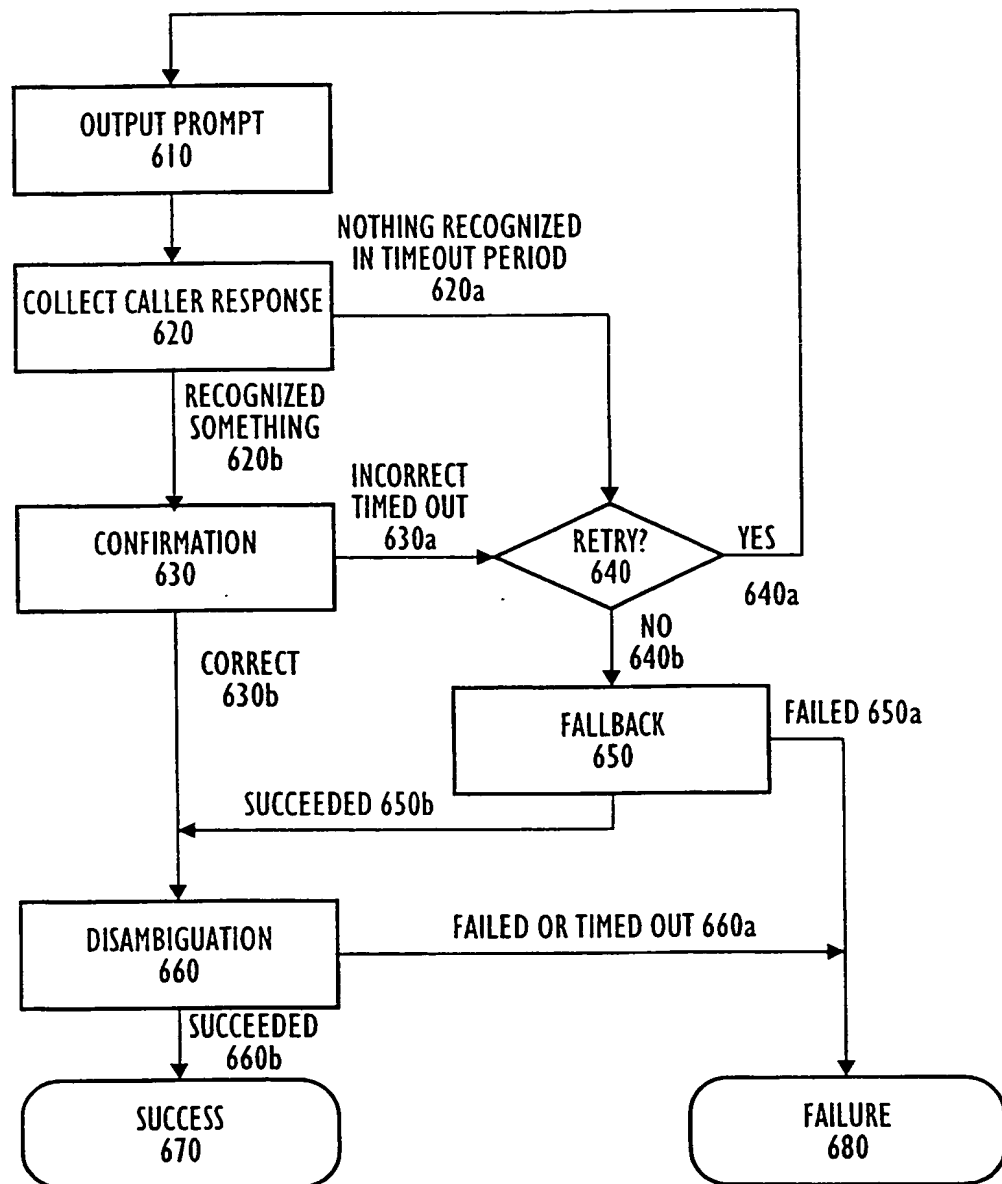 OUTPUT PROMPT
610
NOTHING RECOGNIZED
IN TIMEOUT PERIOD
620a
COLLECT CALLER RESPONSE
620
RECOGNIZED
SOMETHING
620b
INCORRECT
TIMED OUT
630a
CONFIRMATION
630
RETRY?
640
YES
640a
NO
640b
CORRECT
630b
FALLBACK
650
FAILED 650a
SUCCEEDED 650b
DISAMBIGUATION
660
FAILED OR TIMED OUT 660a
SUCCEEDED
660b
SUCCESS
670
FAILURE
680